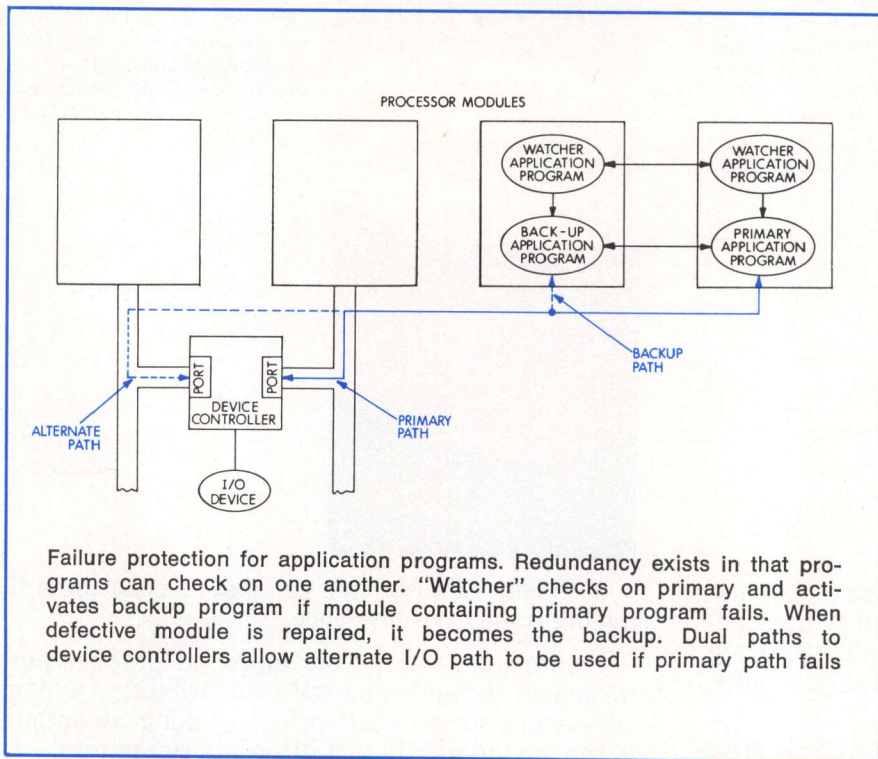 PROCESSOR MODULES
WATCHER
APPLICATION
PROGRAM
WATCHER
APPLICATION
PROGRAM
BACK-UP
APPLICATION
PROGRAM
PRIMARY
APPLICATION
PROGRAM
BACKUP
PATH
PORT
PORT
DEVICE
CONTROLLER
ALTERNATE
PATH
PRIMARY
PATH
I/O
DEVICE
Failure protection for application programs. Redundancy exists in that pro-
grams can check on one another. “Watcher” checks on primary and acti-
vates backup program if module containing primary program fails. When
defective module is repaired, it becomes the backup. Dual paths to
device controllers allow alternate I/O path to be used if primary path fails